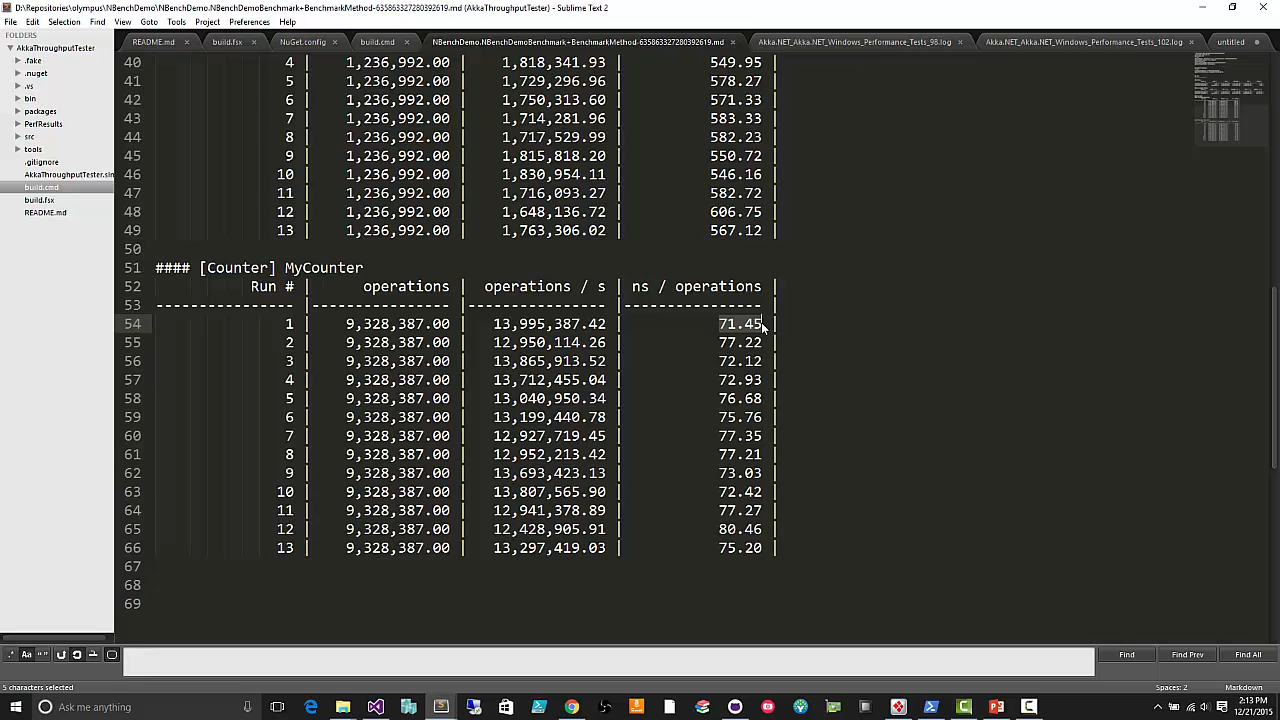 D:\Repositories\olympus\NBenchDemo.NBenchDemoBenchmark+BenchmarkMethod-635863327280392619.md (AkkaThroughputTester) - Sublime Text 2
File Edit Selection Find View Goto Tools Project Preferences Help
FOLDERS
AkkaThroughputTester
.fake
.nuget
.vs
bin
packages
PerfResults
src
tools
.gitignore
AkkaThroughputTester.sln
build.cmd
build.fsx
README.md
README.md build.fsx NuGet.config build.cmd NBenchDemo.NBenchDemoBenchmark+BenchmarkMethod-635863327280392619.md Akka.NET_Akka.NET_Windows_Performance_Tests_98.log Akka.NET_Akka.NET_Windows_Performance_Tests_102.log untitled
40 4 | 1,236,992.00 | 1,818,341.93 | 549.95 |
41 5 | 1,236,992.00 | 1,729,296.96 | 578.27 |
42 6 | 1,236,992.00 | 1,750,313.60 | 571.33 |
43 7 | 1,236,992.00 | 1,714,281.96 | 583.33 |
44 8 | 1,236,992.00 | 1,717,529.99 | 582.23 |
45 9 | 1,236,992.00 | 1,815,818.20 | 550.72 |
46 10 | 1,236,992.00 | 1,830,954.11 | 546.16 |
47 11 | 1,236,992.00 | 1,716,093.27 | 582.72 |
48 12 | 1,236,992.00 | 1,648,136.72 | 606.75 |
49 13 | 1,236,992.00 | 1,763,306.02 | 567.12 |
50
51 #### [Counter] MyCounter
52 Run # | operations | operations / s | ns / operations |
53 ---------------- |---------------- |---------------- |---------------- |
54 1 | 9,328,387.00 | 13,995,387.42 | 71.45 |
55 2 | 9,328,387.00 | 12,950,114.26 | 77.22 |
56 3 | 9,328,387.00 | 13,865,913.52 | 72.12 |
57 4 | 9,328,387.00 | 13,712,455.04 | 72.93 |
58 5 | 9,328,387.00 | 13,040,950.34 | 76.68 |
59 6 | 9,328,387.00 | 13,199,440.78 | 75.76 |
60 7 | 9,328,387.00 | 12,927,719.45 | 77.35 |
61 8 | 9,328,387.00 | 12,952,213.42 | 77.21 |
62 9 | 9,328,387.00 | 13,693,423.13 | 73.03 |
63 10 | 9,328,387.00 | 13,807,565.90 | 72.42 |
64 11 | 9,328,387.00 | 12,941,378.89 | 77.27 |
65 12 | 9,328,387.00 | 12,428,905.91 | 80.46 |
66 13 | 9,328,387.00 | 13,297,419.03 | 75.20 |
67
68
69
.* Aa “” Find Find Prev Find All
5 characters selected Spaces: 2 Markdown
Ask me anything 2:13 PM
12/21/2015